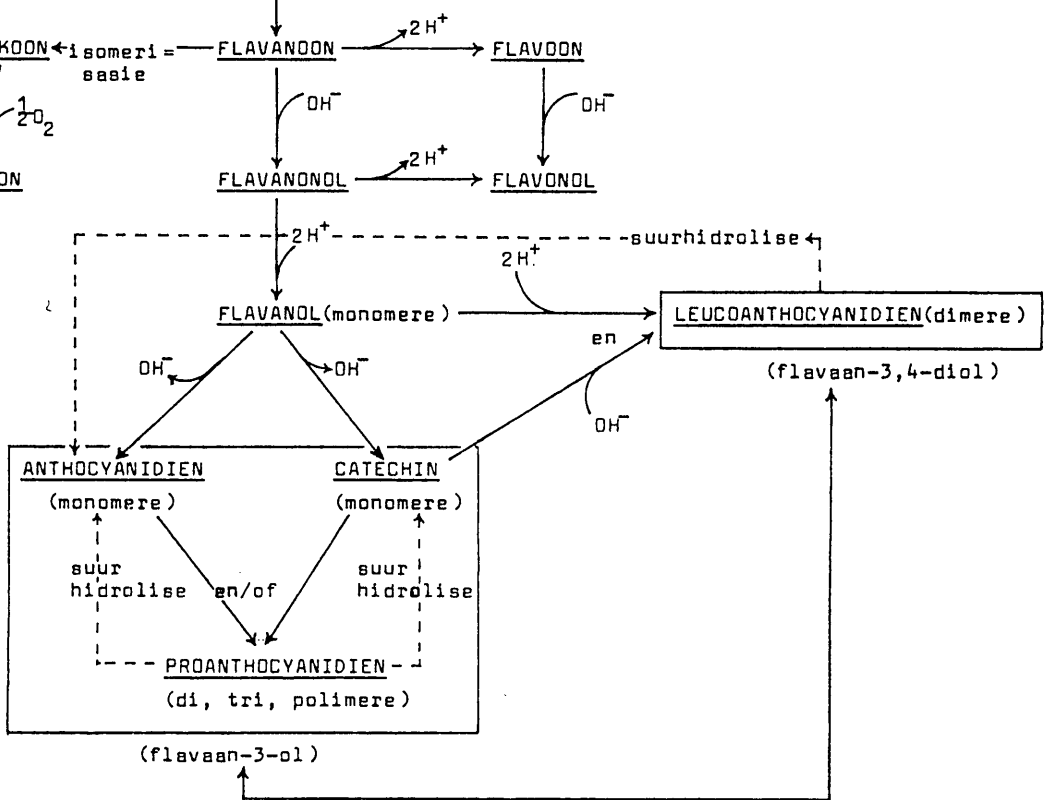 KOON isomeri= FLAVANOON 2H⁺ FLAVOON
sasie
½O₂ OH⁻ OH⁻
ON FLAVANONOL 2H⁺ FLAVONOL
2H⁺ suurhidrolise
2H⁺
FLAVANOL(monomere) LEUCOANTHOCYANIDIEN(dimere)
en
OH⁻ OH⁻ (flavaan-3,4-diol)
OH⁻
ANTHOCYANIDIEN CATECHIN
(monomere) (monomere)
suur suur
hidrolise en/of hidrolise
PROANTHOCYANIDIEN
(di, tri, polimere)
(flavaan-3-ol)